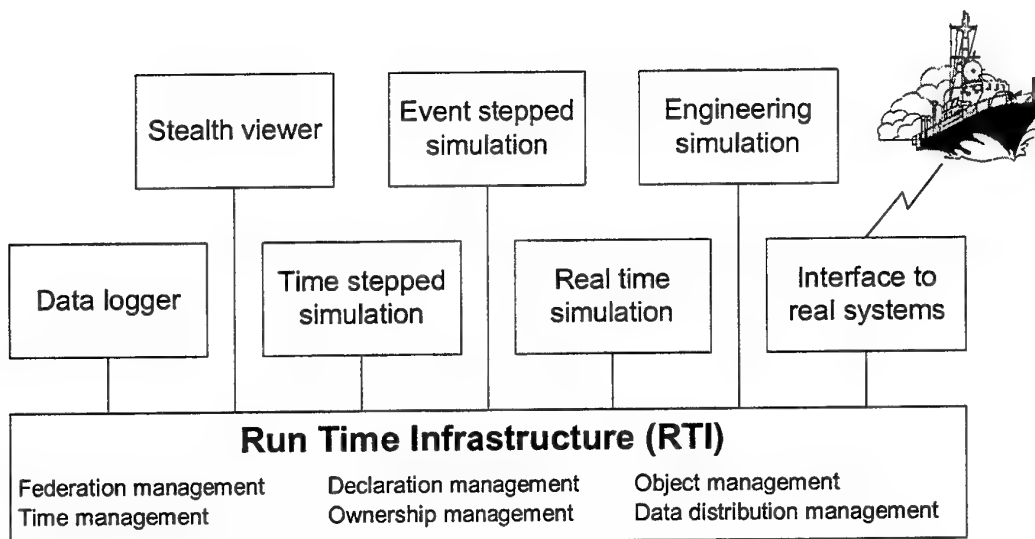 Stealth viewer
Event stepped
simulation
Engineering
simulation
Data logger
Time stepped
simulation
Real time
simulation
Interface to
real systems
Run Time Infrastructure (RTI)
Federation management
Declaration management
Object management
Time management
Ownership management
Data distribution management